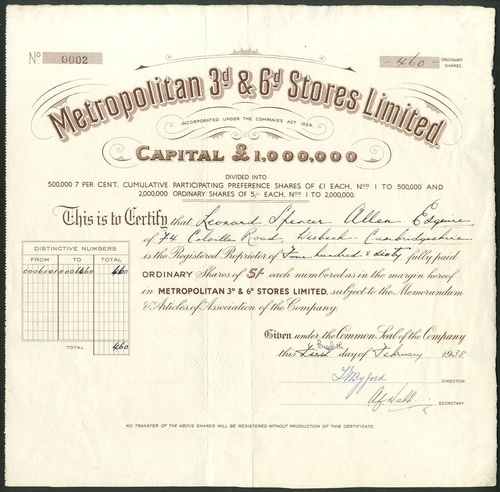 No 0002
- 460 - ORDINARY SHARES
Metropolitan 3d & 6d Stores Limited.
INCORPORATED UNDER THE COMPANIES ACT 1929.
CAPITAL £1,000,000
DIVIDED INTO
500,000 7 PER CENT. CUMULATIVE PARTICIPATING PREFERENCE SHARES OF £1 EACH, NOS 1 TO 500,000 AND
2,000,000 ORDINARY SHARES OF 5/- EACH, NOS 1 TO 2,000,000.
This is to Certify that Leonard Spencer Allen Esquire
of 74 Colvilles Road, Wisbech, Cambridgeshire
is the Registered Proprietor of Four hundred & sixty fully paid
ORDINARY Shares of 5/- each numbered as in the margin hereof
in METROPOLITAN 3D & 6D STORES LIMITED, subject to the Memorandum
& Articles of Association of the Company.
DISTINCTIVE NUMBERS
FROM TO TOTAL
460
TOTAL 460
Given under the Common Seal of the Company
Eighth
this First day of February 1938
DIRECTOR
SECRETARY
NO TRANSFER OF THE ABOVE SHARES WILL BE REGISTERED WITHOUT PRODUCTION OF THIS CERTIFICATE.